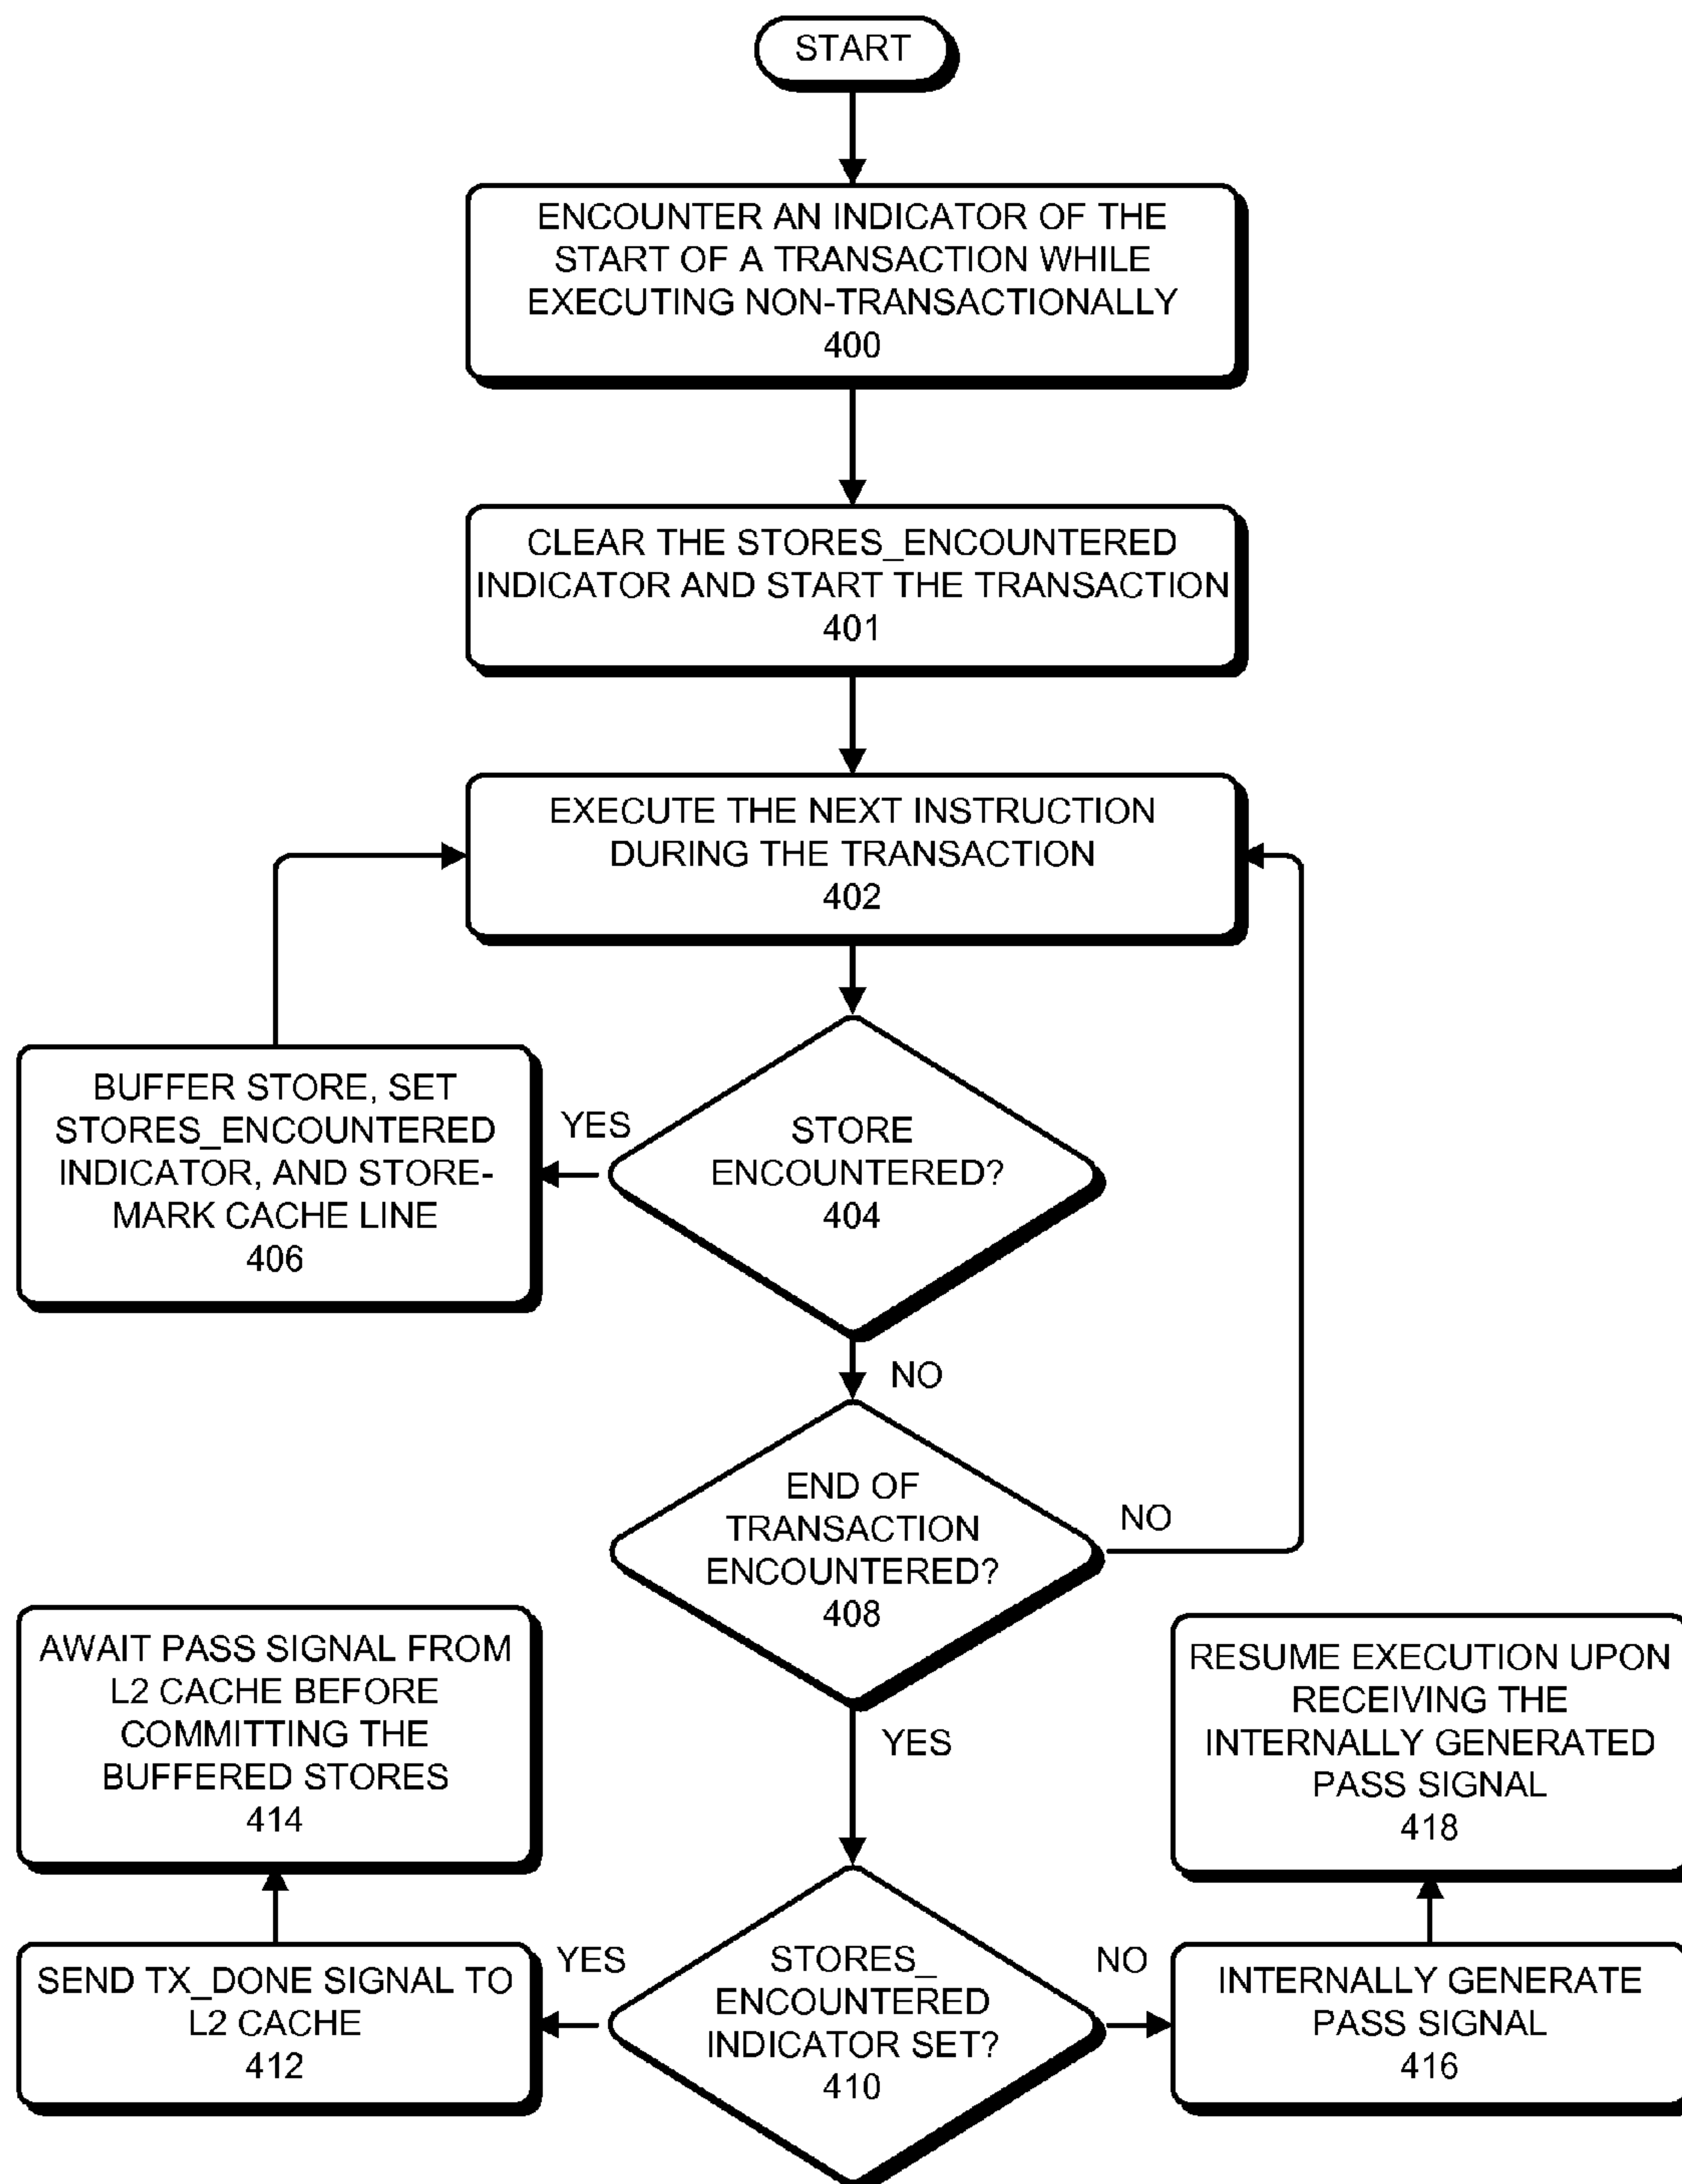 START
ENCOUNTER AN INDICATOR OF THE
START OF A TRANSACTION WHILE
EXECUTING NON-TRANSACTIONALLY
400
CLEAR THE STORES_ENCOUNTERED
INDICATOR AND START THE TRANSACTION
401
EXECUTE THE NEXT INSTRUCTION
DURING THE TRANSACTION
402
BUFFER STORE, SET
STORES_ENCOUNTERED
INDICATOR, AND STORE-
MARK CACHE LINE
406
YES
STORE
ENCOUNTERED?
404
NO
END OF
TRANSACTION
ENCOUNTERED?
408
NO
YES
AWAIT PASS SIGNAL FROM
L2 CACHE BEFORE
COMMITTING THE
BUFFERED STORES
414
RESUME EXECUTION UPON
RECEIVING THE
INTERNALLY GENERATED
PASS SIGNAL
418
SEND TX_DONE SIGNAL TO
L2 CACHE
412
YES
STORES_
ENCOUNTERED
INDICATOR SET?
410
NO
INTERNALLY GENERATE
PASS SIGNAL
416